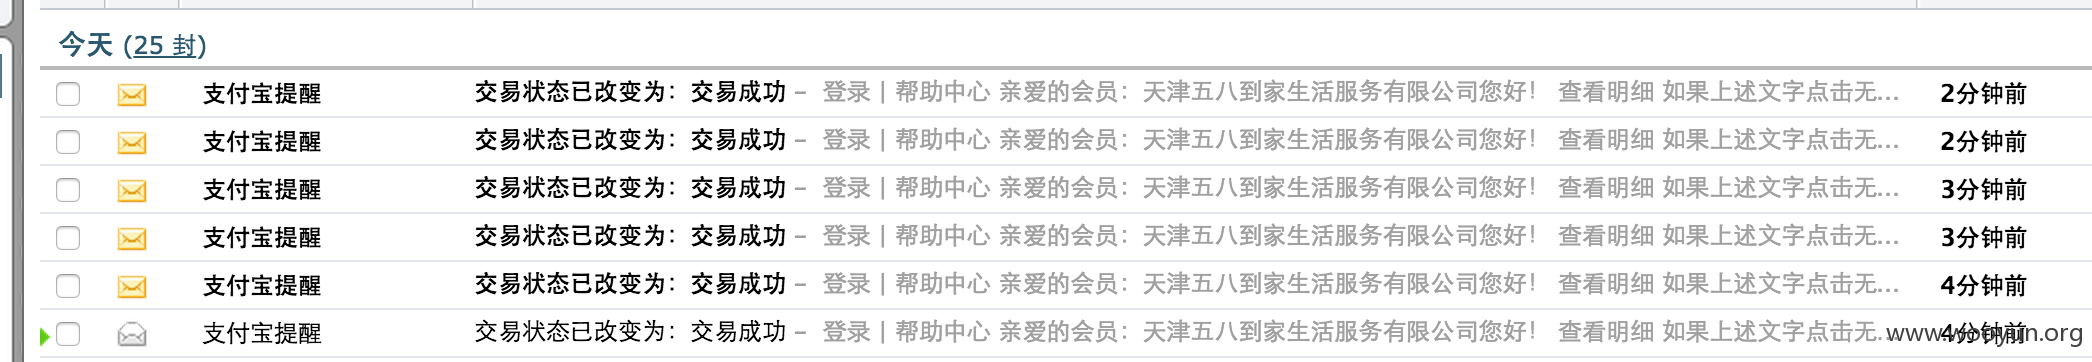 今天 (25 封)
支付宝提醒 交易状态已改变为：交易成功 – 登录 | 帮助中心 亲爱的会员：天津五八到家生活服务有限公司您好！ 查看明细 如果上述文字点击无... 2分钟前
支付宝提醒 交易状态已改变为：交易成功 – 登录 | 帮助中心 亲爱的会员：天津五八到家生活服务有限公司您好！ 查看明细 如果上述文字点击无... 2分钟前
支付宝提醒 交易状态已改变为：交易成功 – 登录 | 帮助中心 亲爱的会员：天津五八到家生活服务有限公司您好！ 查看明细 如果上述文字点击无... 3分钟前
支付宝提醒 交易状态已改变为：交易成功 – 登录 | 帮助中心 亲爱的会员：天津五八到家生活服务有限公司您好！ 查看明细 如果上述文字点击无... 3分钟前
支付宝提醒 交易状态已改变为：交易成功 – 登录 | 帮助中心 亲爱的会员：天津五八到家生活服务有限公司您好！ 查看明细 如果上述文字点击无... 4分钟前
支付宝提醒 交易状态已改变为：交易成功 – 登录 | 帮助中心 亲爱的会员：天津五八到家生活服务有限公司您好！ 查看明细 如果上述文字点击无... 4分钟前
www.wooyun.org